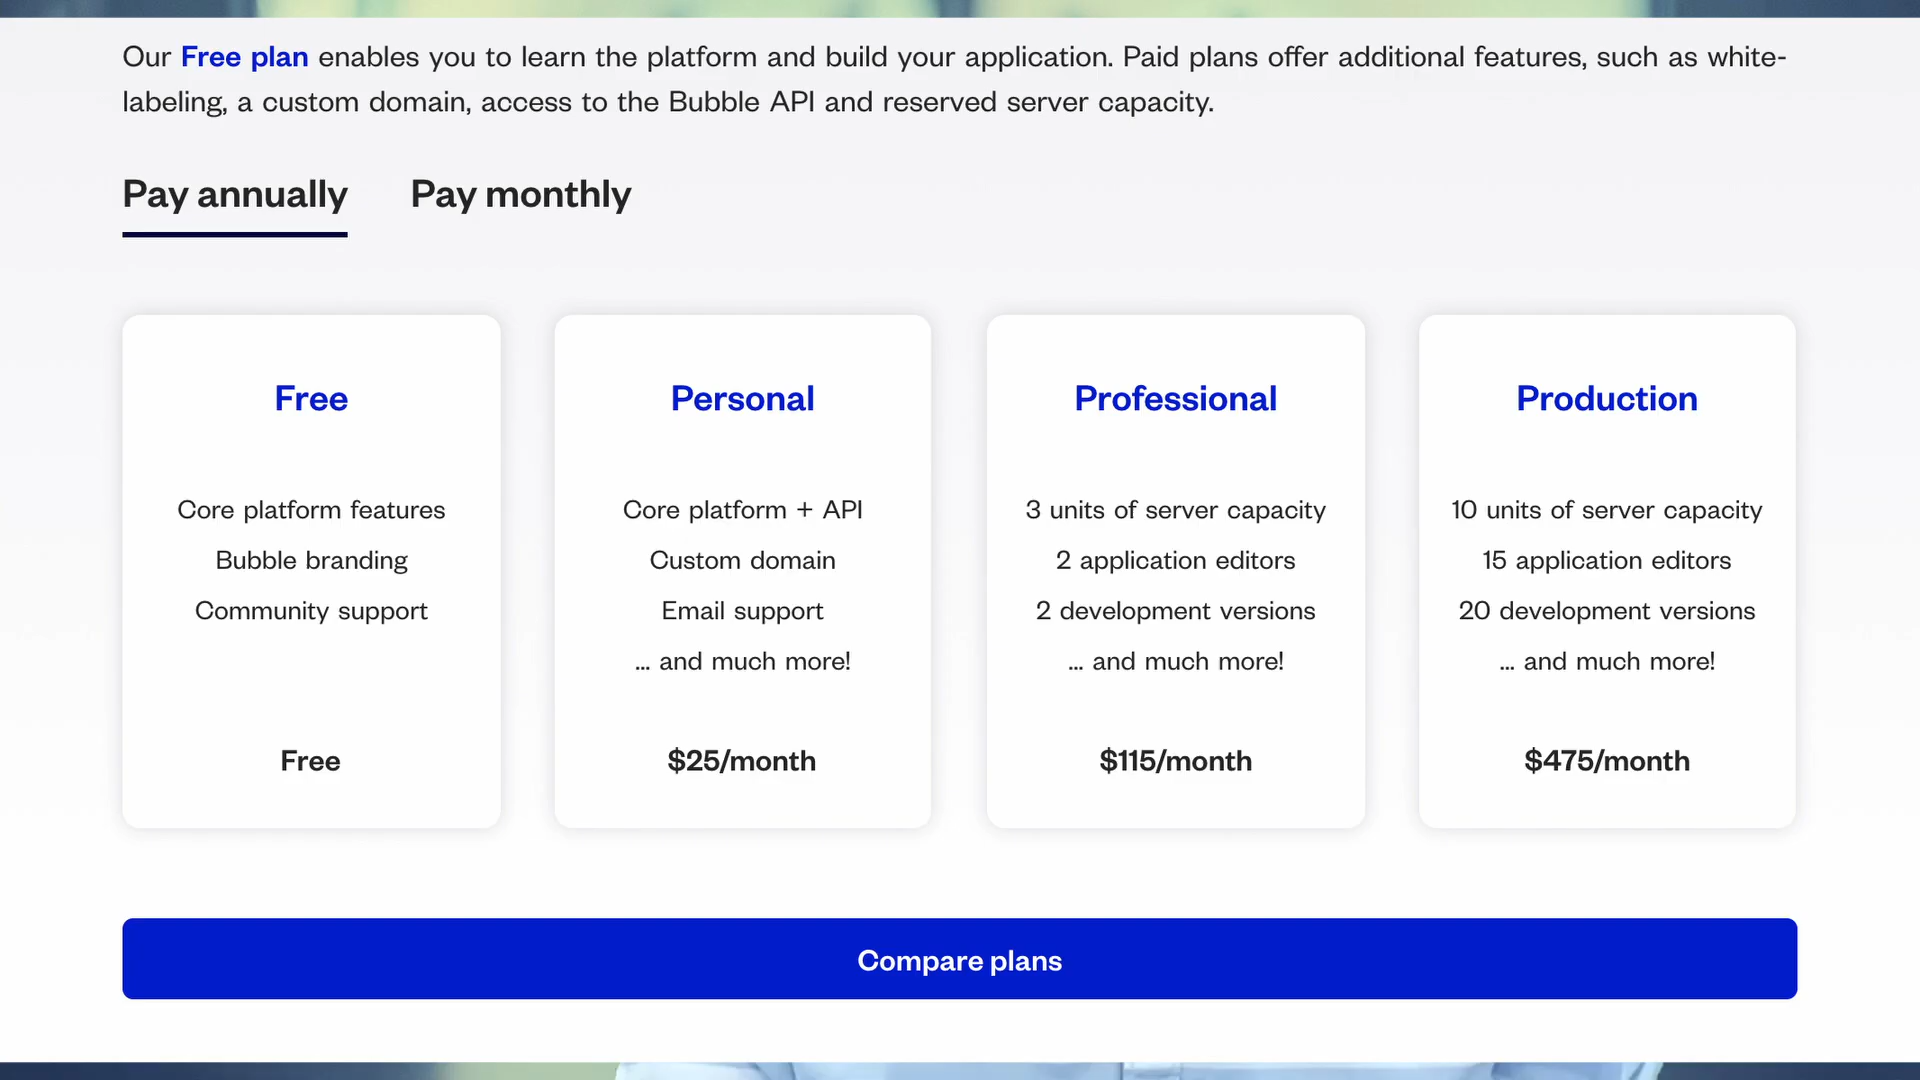 Our Free plan enables you to learn the platform and build your application. Paid plans offer additional features, such as white-
labeling, a custom domain, access to the Bubble API and reserved server capacity.
Pay annually
Pay monthly
Free
Core platform features
Bubble branding
Community support
Free
Personal
Core platform + API
Custom domain
Email support
... and much more!
$25/month
Professional
3 units of server capacity
2 application editors
2 development versions
... and much more!
$115/month
Production
10 units of server capacity
15 application editors
20 development versions
... and much more!
$475/month
Compare plans